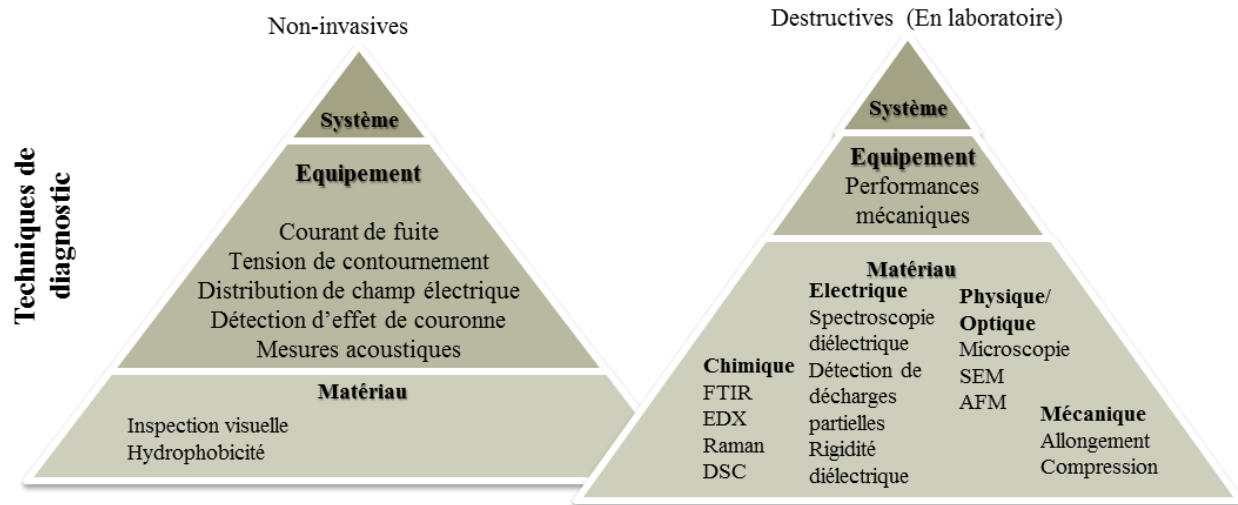 Techniques de
diagnostic
Non-invasives
Système
Equipement
Courant de fuite
Tension de contournement
Distribution de champ électrique
Détection d’effet de couronne
Mesures acoustiques
Matériau
Inspection visuelle
Hydrophobicité
Destructives (En laboratoire)
Système
Equipement
Performances
mécaniques
Matériau
Chimique
FTIR
EDX
Raman
DSC
Electrique
Spectroscopie
diélectrique
Détection de
décharges
partielles
Rigidité
diélectrique
Physique/
Optique
Microscopie
SEM
AFM
Mécanique
Allongement
Compression